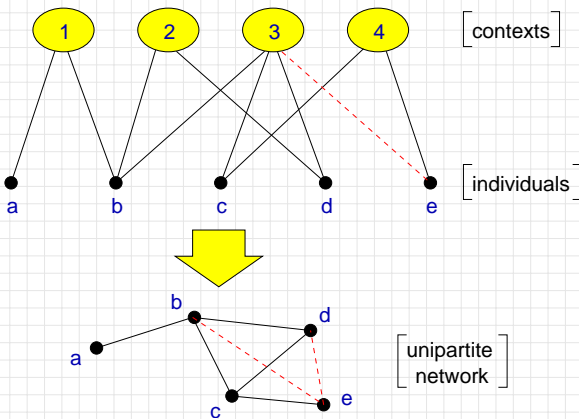 1 2 3 4 [contexts]
[individuals]
a b c d e
b
d
a
[unipartite
network]
c
e